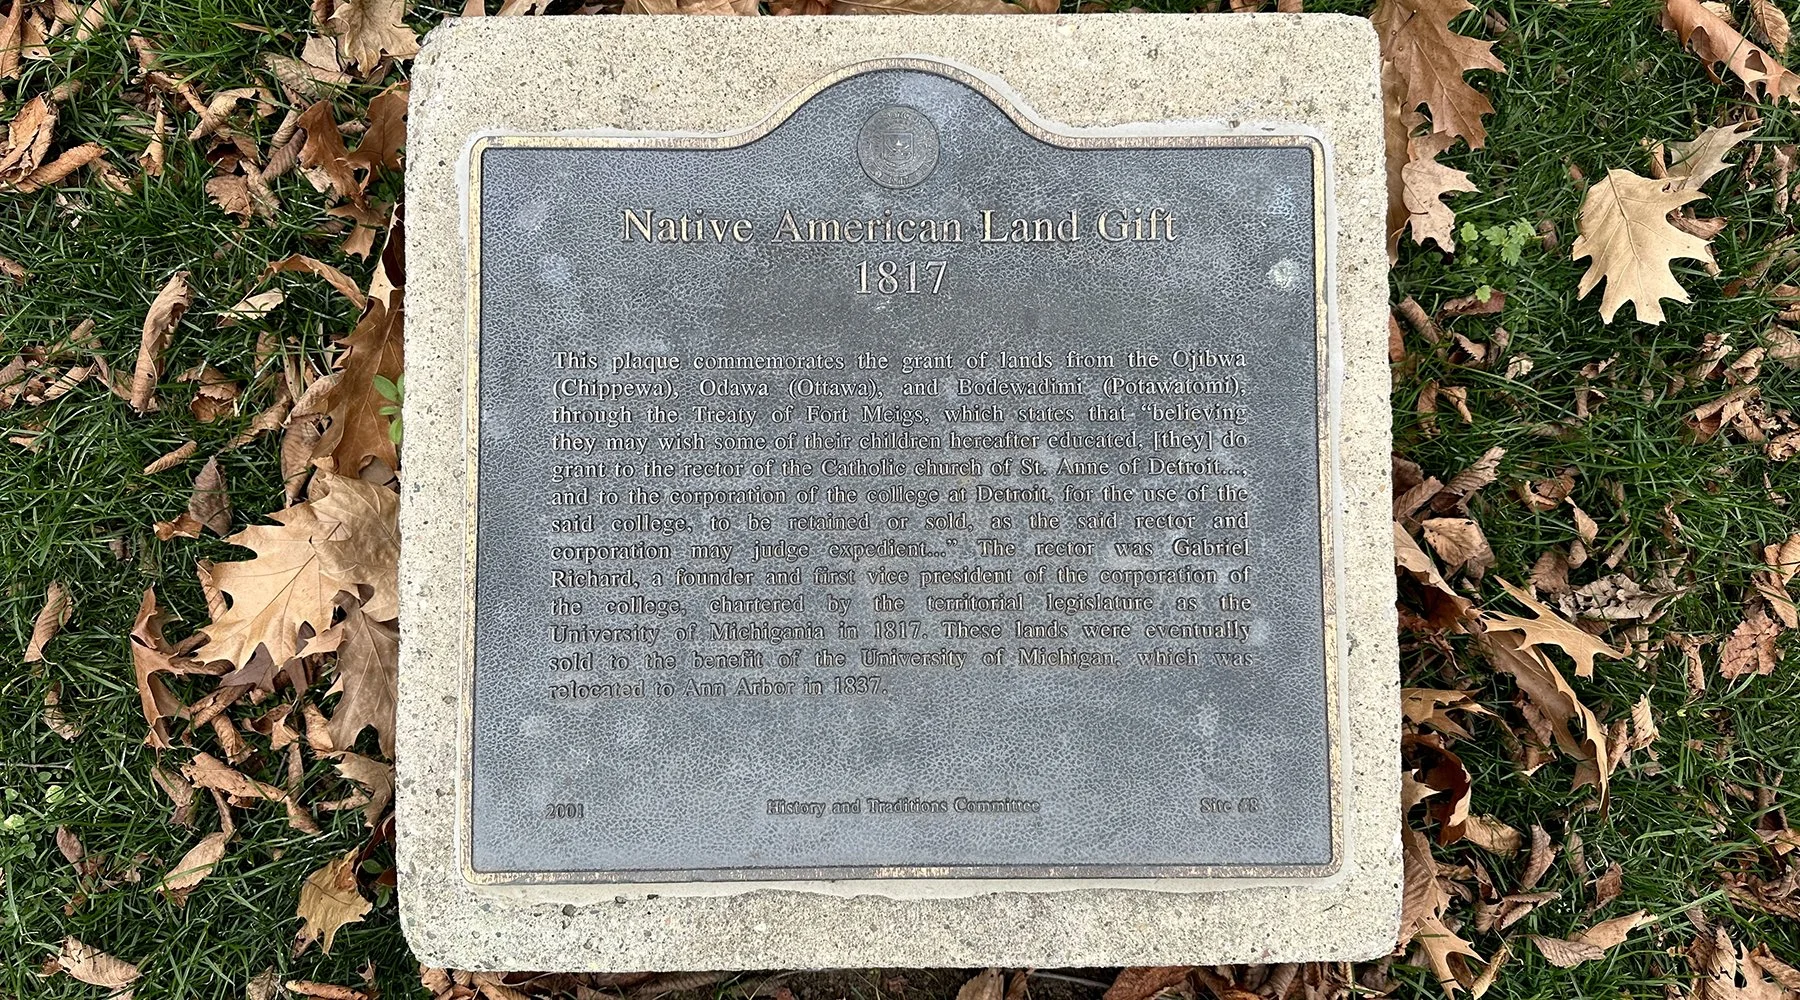 Native American Land Gift
1817
This plaque commemorates the grant of lands from the Ojibwa
(Chippewa), Odawa (Ottawa), and Bodewadimi (Potawatomi),
through the Treaty of Fort Meigs, which states that “believing
they may wish some of their children hereafter educated, [they] do
grant to the rector of the Catholic church of St. Anne of Detroit...,
and to the corporation of the college at Detroit, for the use of the
said college, to be retained or sold, as the said rector and
corporation may judge expedient...” The rector was Gabriel
Richard, a founder and first vice president of the corporation of
the college, chartered by the territorial legislature as the
University of Michigania in 1817. These lands were eventually
sold to the benefit of the University of Michigan, which was
relocated to Ann Arbor in 1837.
2001 History and Traditions Committee Site